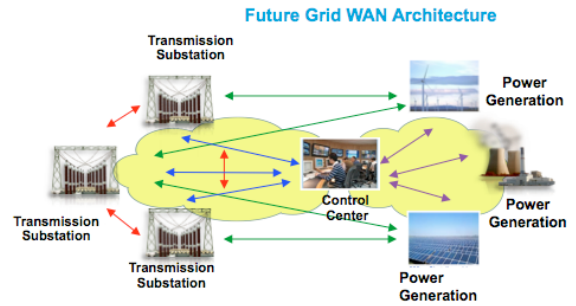 Future Grid WAN Architecture
Transmission
Substation
Power
Generation
Transmission
Substation
Control
Center
Power
Generation
Transmission
Substation
Power
Generation